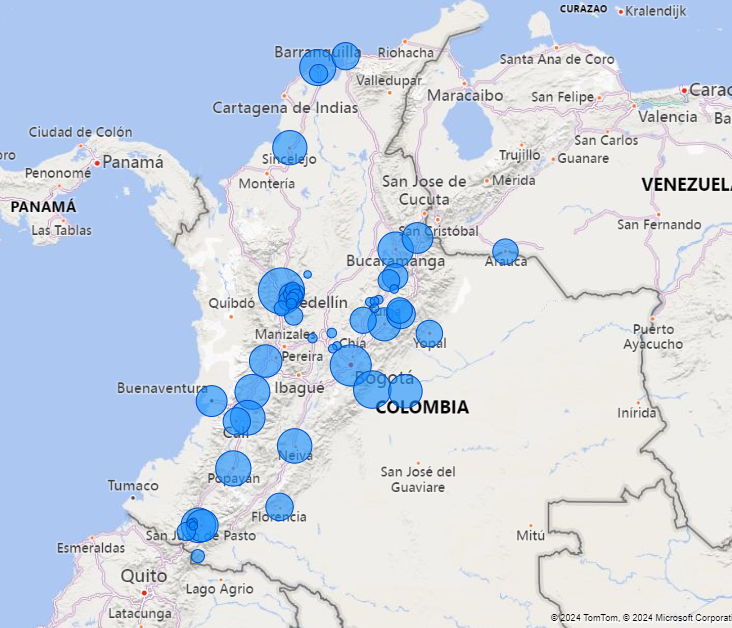 CURAZAO
Kralendijk
Barranquilla
Riohacha
Santa Ana de Coro
Valledupar
Maracaibo
San Felipe
Carac
Cartagena de Indias
Valencia
Ba
Ciudad de Colón
San Carlos
oro
Panamá
Sincelejo
Trujillo
Guanare
Penonomé
Montería
San Jose de
Cucuta
Mérida
VENEZUELA
PANAMÁ
Las Tablas
San Cristóbal
San Fernando
Bucaramanga
Arauca
Quibdó
Medellín
Manizales
Chía
Yopal
Puerto
Ayacucho
Pereira
Bogotá
Buenaventura
Ibagué
COLOMBIA
Inírida
Cali
Neiva
Popayán
San José del
Guaviare
Tumaco
Florencia
San Juan de Pasto
Mitú
Esmeraldas
Quito
Lago Agrio
Latacunga
© 2024 TomTom, © 2024 Microsoft Corporati